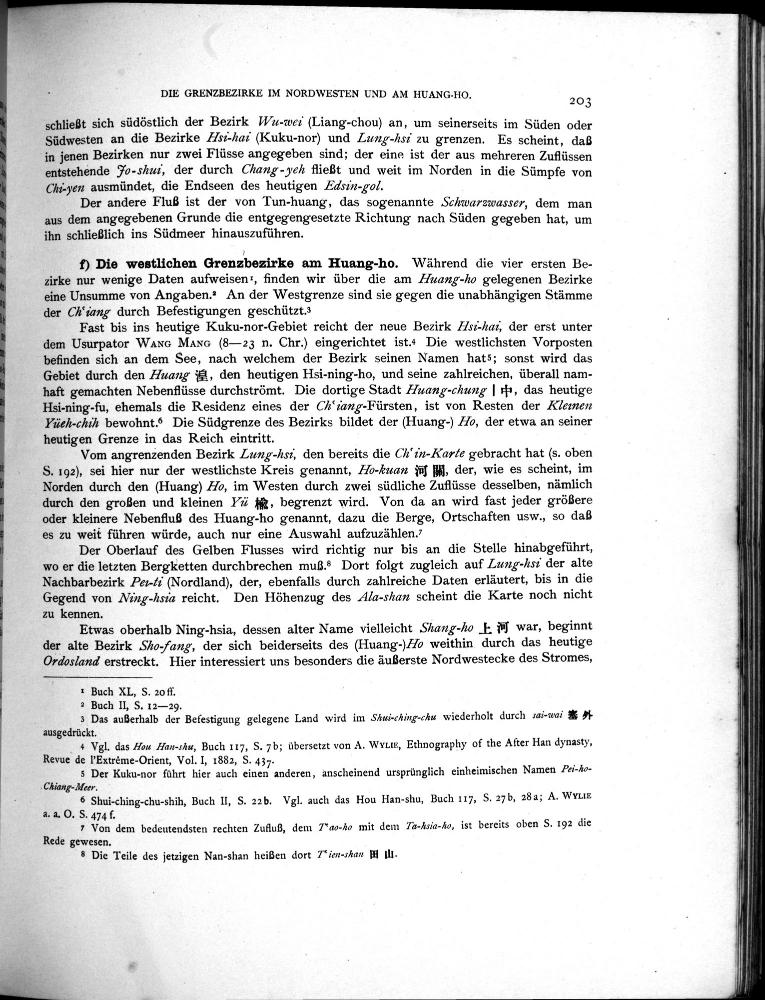 DIE GRENZBEZIRKE IM NORDWESTEN UND AM HUANG-HO.
203
schließt sich südöstlich der Bezirk Wu-wei (Liang-chou) an, um seinerseits im Süden oder
Südwesten an die Bezirke Hsi-hai (Kuku-nor) und Lung-hsi zu grenzen. Es scheint, daß
in jenen Bezirken nur zwei Flüsse angegeben sind; der eine ist der aus mehreren Zuflüssen
entstehende Jo-shui, der durch Chang-yeh fließt und weit im Norden in die Sümpfe von
Chi-yen ausmündet, die Endseen des heutigen Edsin-gol.
Der andere Fluß ist der von Tun-huang, das sogenannte Schwarzwasser, dem man
aus dem angegebenen Grunde die entgegengesetzte Richtung nach Süden gegeben hat, um
ihn schließlich ins Südmeer hinauszuführen.
f) Die westlichen Grenzbezirke am Huang-ho. Während die vier ersten Be-
zirke nur wenige Daten aufweisen¹, finden wir über die am Huang-ho gelegenen Bezirke
eine Unsumme von Angaben.² An der Westgrenze sind sie gegen die unabhängigen Stämme
der Chʻiang durch Befestigungen geschützt.³
Fast bis ins heutige Kuku-nor-Gebiet reicht der neue Bezirk Hsi-hai, der erst unter
dem Usurpator WANG MANG (8—23 n. Chr.) eingerichtet ist.⁴ Die westlichsten Vorposten
befinden sich an dem See, nach welchem der Bezirk seinen Namen hat⁵; sonst wird das
Gebiet durch den Huang 湟, den heutigen Hsi-ning-ho, und seine zahlreichen, überall nam-
haft gemachten Nebenflüsse durchströmt. Die dortige Stadt Huang-chung | 中, das heutige
Hsi-ning-fu, ehemals die Residenz eines der Chʻiang-Fürsten, ist von Resten der Kleinen
Yüeh-chih bewohnt.⁶ Die Südgrenze des Bezirks bildet der (Huang-) Ho, der etwa an seiner
heutigen Grenze in das Reich eintritt.
Vom angrenzenden Bezirk Lung-hsi, den bereits die Chʻin-Karte gebracht hat (s. oben
S. 192), sei hier nur der westlichste Kreis genannt, Ho-kuan 河關, der, wie es scheint, im
Norden durch den (Huang) Ho, im Westen durch zwei südliche Zuflüsse desselben, nämlich
durch den großen und kleinen Yü 楡, begrenzt wird. Von da an wird fast jeder größere
oder kleinere Nebenfluß des Huang-ho genannt, dazu die Berge, Ortschaften usw., so daß
es zu weit führen würde, auch nur eine Auswahl aufzuzählen.⁷
Der Oberlauf des Gelben Flusses wird richtig nur bis an die Stelle hinabgeführt,
wo er die letzten Bergketten durchbrechen muß.⁸ Dort folgt zugleich auf Lung-hsi der alte
Nachbarbezirk Pei-ti (Nordland), der, ebenfalls durch zahlreiche Daten erläutert, bis in die
Gegend von Ning-hsia reicht. Den Höhenzug des Ala-shan scheint die Karte noch nicht
zu kennen.
Etwas oberhalb Ning-hsia, dessen alter Name vielleicht Shang-ho 上河 war, beginnt
der alte Bezirk Sho-fang, der sich beiderseits des (Huang-)Ho weithin durch das heutige
Ordosland erstreckt. Hier interessiert uns besonders die äußerste Nordwestecke des Stromes,
¹ Buch XL, S. 20 ff.
² Buch II, S. 12—29.
³ Das außerhalb der Befestigung gelegene Land wird im Shui-ching-chu wiederholt durch sai-wai 塞外
ausgedrückt.
⁴ Vgl. das Hou Han-shu, Buch 117, S. 7b; übersetzt von A. WYLIE, Ethnography of the After Han dynasty,
Revue de l'Extrême-Orient, Vol. I, 1882, S. 437.
⁵ Der Kuku-nor führt hier auch einen anderen, anscheinend ursprünglich einheimischen Namen Pei-ho-
Chiang-Meer.
⁶ Shui-ching-chu-shih, Buch II, S. 22b. Vgl. auch das Hou Han-shu, Buch 117, S. 27b, 28a; A. WYLIE
a. a. O. S. 474 f.
⁷ Von dem bedeutendsten rechten Zufluß, dem Tʻao-ho mit dem Ta-hsia-ho, ist bereits oben S. 192 die
Rede gewesen.
⁸ Die Teile des jetzigen Nan-shan heißen dort Tʻien-shan 田山.